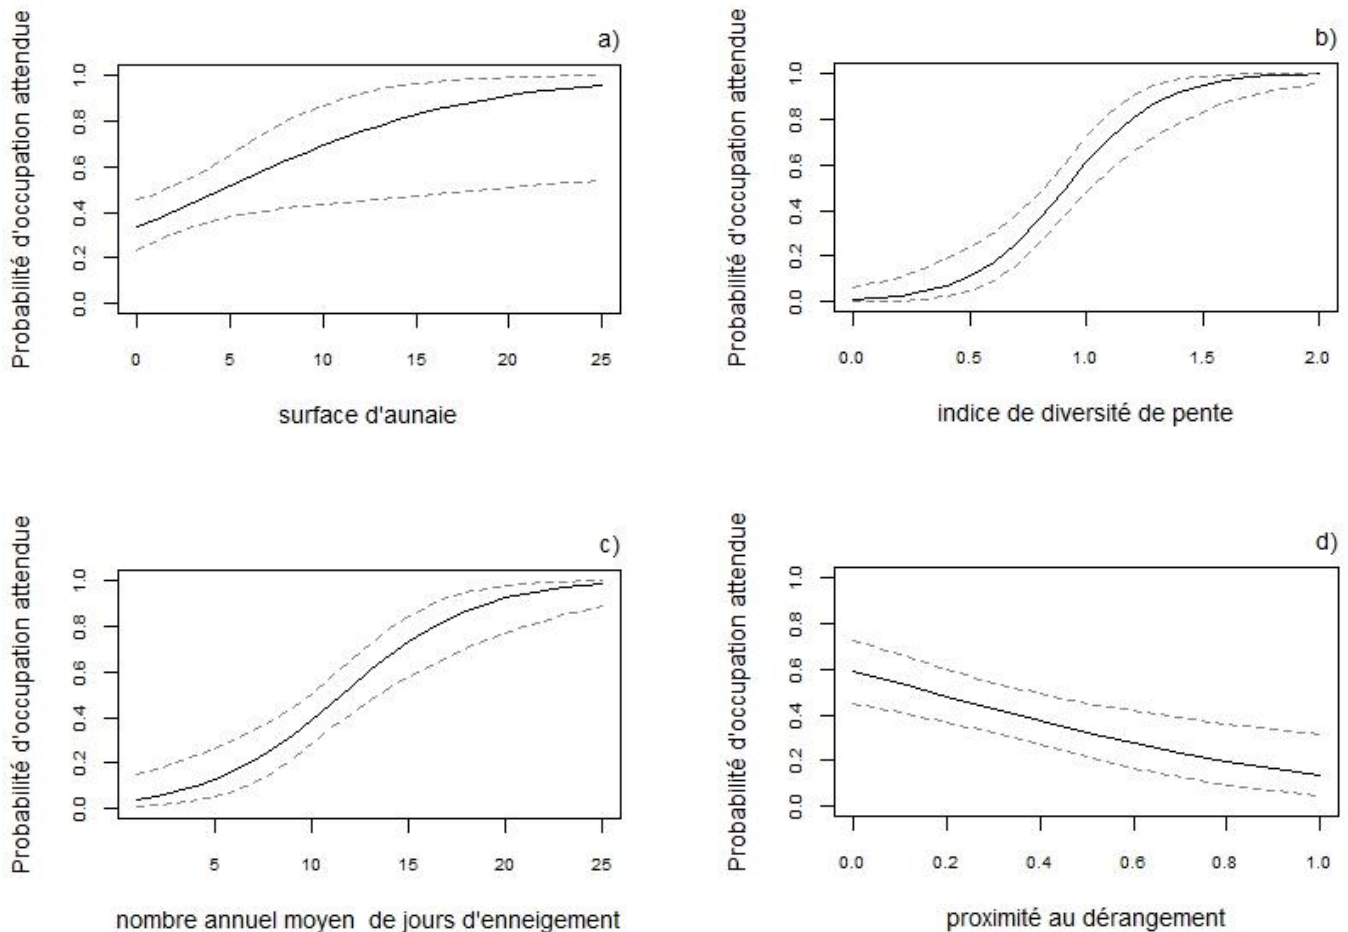 a)
Probabilité d'occupation attendue
1.0
0.8
0.6
0.4
0.2
0.0
0 5 10 15 20 25
surface d'aunaie
b)
Probabilité d'occupation attendue
1.0
0.8
0.6
0.4
0.2
0.0
0.0 0.5 1.0 1.5 2.0
indice de diversité de pente
c)
Probabilité d'occupation attendue
1.0
0.8
0.6
0.4
0.2
0.0
5 10 15 20 25
nombre annuel moyen de jours d'enneigement
d)
Probabilité d'occupation attendue
1.0
0.8
0.6
0.4
0.2
0.0
0.0 0.2 0.4 0.6 0.8 1.0
proximité au dérangement